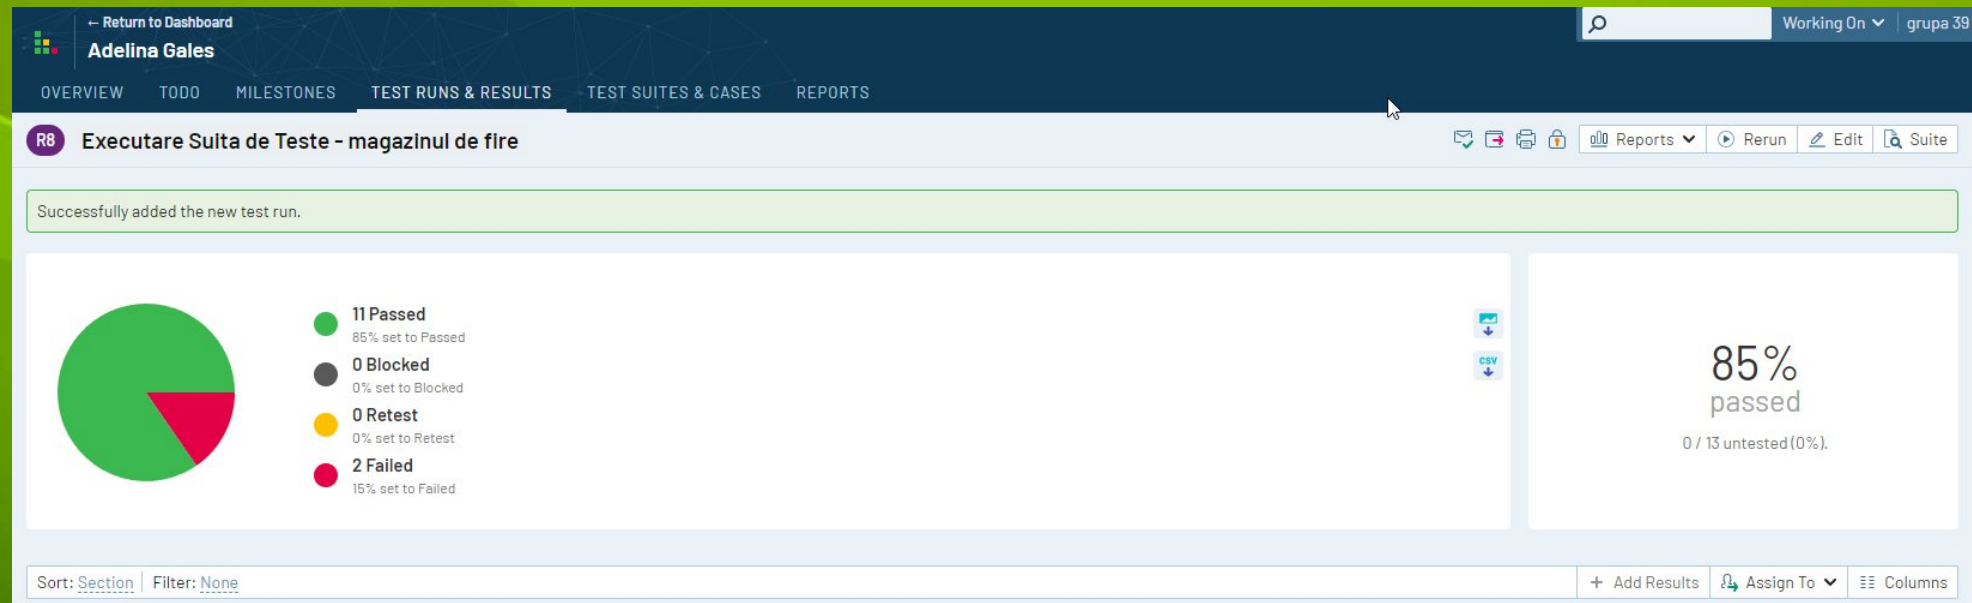 ← Return to Dashboard
Adelina Gales
Working On
grupa 39
OVERVIEW TODO MILESTONES TEST RUNS & RESULTS TEST SUITES & CASES REPORTS
R8 Executare Suita de Teste - magazinul de fire
Reports Rerun Edit Suite
Successfully added the new test run.
11 Passed
85% set to Passed
0 Blocked
0% set to Blocked
0 Retest
0% set to Retest
2 Failed
15% set to Failed
CSV
85%
passed
0 / 13 untested (0%).
Sort: Section Filter: None
+ Add Results Assign To Columns